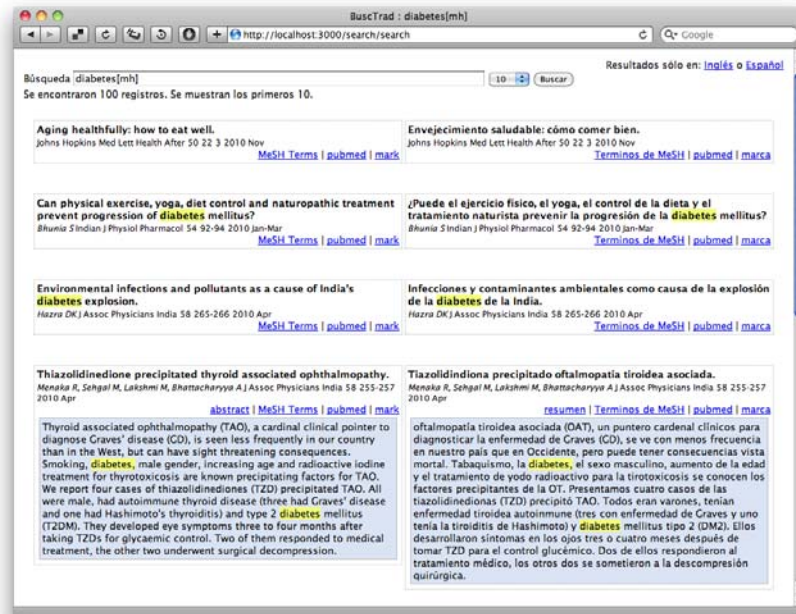 BuscTrad : diabetes[mh]
http://localhost:3000/search/search
Google
Resultados sólo en: Inglés o Español
Búsqueda diabetes[mh] 10 Buscar
Se encontraron 100 registros. Se muestran los primeros 10.
Aging healthfully: how to eat well.
Johns Hopkins Med Lett Health After 50 22 3 2010 Nov
MeSH Terms | pubmed | mark
Envejecimiento saludable: cómo comer bien.
Johns Hopkins Med Lett Health After 50 22 3 2010 Nov
Terminos de MeSH | pubmed | marca
Can physical exercise, yoga, diet control and naturopathic treatment
prevent progression of diabetes mellitus?
Bhunia S Indian J Physiol Pharmacol 54 92-94 2010 Jan-Mar
MeSH Terms | pubmed | mark
¿Puede el ejercicio físico, el yoga, el control de la dieta y el
tratamiento naturista prevenir la progresión de la diabetes mellitus?
Bhunia S Indian J Physiol Pharmacol 54 92-94 2010 Jan-Mar
Terminos de MeSH | pubmed | marca
Environmental infections and pollutants as a cause of India's
diabetes explosion.
Hazra DK J Assoc Physicians India 58 265-266 2010 Apr
MeSH Terms | pubmed | mark
Infecciones y contaminantes ambientales como causa de la explosión
de la diabetes de la India.
Hazra DK J Assoc Physicians India 58 265-266 2010 Apr
Terminos de MeSH | pubmed | marca
Thiazolidinedione precipitated thyroid associated ophthalmopathy.
Menaka R, Sehgal M, Lakshmi M, Bhattacharyya A J Assoc Physicians India 58 255-257
2010 Apr
abstract | MeSH Terms | pubmed | mark
Thyroid associated ophthalmopathy (TAO), a cardinal clinical pointer to
diagnose Graves' disease (GD), is seen less frequently in our country
than in the West, but can have sight threatening consequences.
Smoking, diabetes, male gender, increasing age and radioactive iodine
treatment for thyrotoxicosis are known precipitating factors for TAO.
We report four cases of thiazolidinediones (TZD) precipitated TAO. All
were male, had autoimmune thyroid disease (three had Graves' disease
and one had Hashimoto's thyroiditis) and type 2 diabetes mellitus
(T2DM). They developed eye symptoms three to four months after
taking TZDs for glycaemic control. Two of them responded to medical
treatment, the other two underwent surgical decompression.
Tiazolidindiona precipitado oftalmopatía tiroidea asociada.
Menaka R, Sehgal M, Lakshmi M, Bhattacharyya A J Assoc Physicians India 58 255-257
2010 Apr
resumen | Terminos de MeSH | pubmed | marca
oftalmopatía tiroidea asociada (OAT), un puntero cardenal clínicos para
diagnosticar la enfermedad de Graves (GD), se ve con menos frecuencia
en nuestro país que en Occidente, pero puede tener consecuencias vista
mortal. Tabaquismo, la diabetes, el sexo masculino, aumento de la edad
y el tratamiento de yodo radioactivo para la tirotoxicosis se conocen los
factores precipitantes de la OT. Presentamos cuatro casos de las
tiazolidinedionas (TZD) precipitó TAO. Todos eran varones, tenían
enfermedad tiroidea autoinmune (tres con enfermedad de Graves y uno
tenía la tiroiditis de Hashimoto) y diabetes mellitus tipo 2 (DM2). Ellos
desarrollaron síntomas en los ojos tres o cuatro meses después de
tomar TZD para el control glucémico. Dos de ellos respondieron al
tratamiento médico, los otros dos se sometieron a la descompresión
quirúrgica.